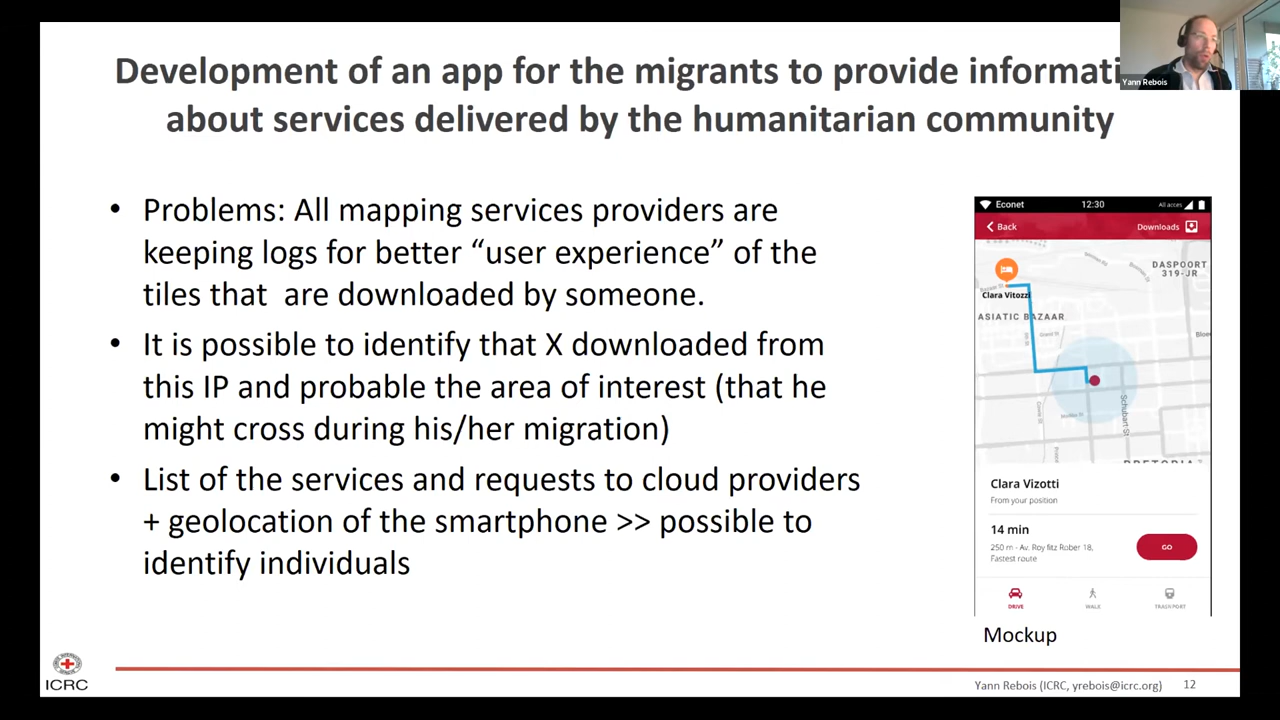 Development of an app for the migrants to provide informati
about services delivered by the humanitarian community
Yann Rebois
• Problems: All mapping services providers are
keeping logs for better “user experience” of the
tiles that are downloaded by someone.
• It is possible to identify that X downloaded from
this IP and probable the area of interest (that he
might cross during his/her migration)
• List of the services and requests to cloud providers
+ geolocation of the smartphone >> possible to
identify individuals
Econet 12:30 All acces
Back Downloads
DASPOORT
319-JR
Clara Vitozzi
ASIATIC BAZAAR
Schubart St
PRETORIA
Clara Vizotti
From your position
14 min
250 m - Av. Roy fitz Rober 18,
Fastest route
GO
DRIVE WALK TRASHPORT
Mockup
ICRC
Yann Rebois (ICRC, yrebois@icrc.org) 12